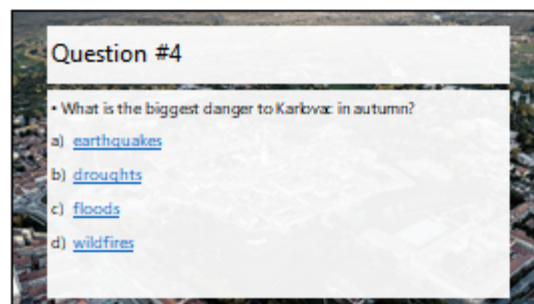 Question #4
• What is the biggest danger to Karlovac in autumn?
a) earthquakes
b) droughts
c) floods
d) wildfires